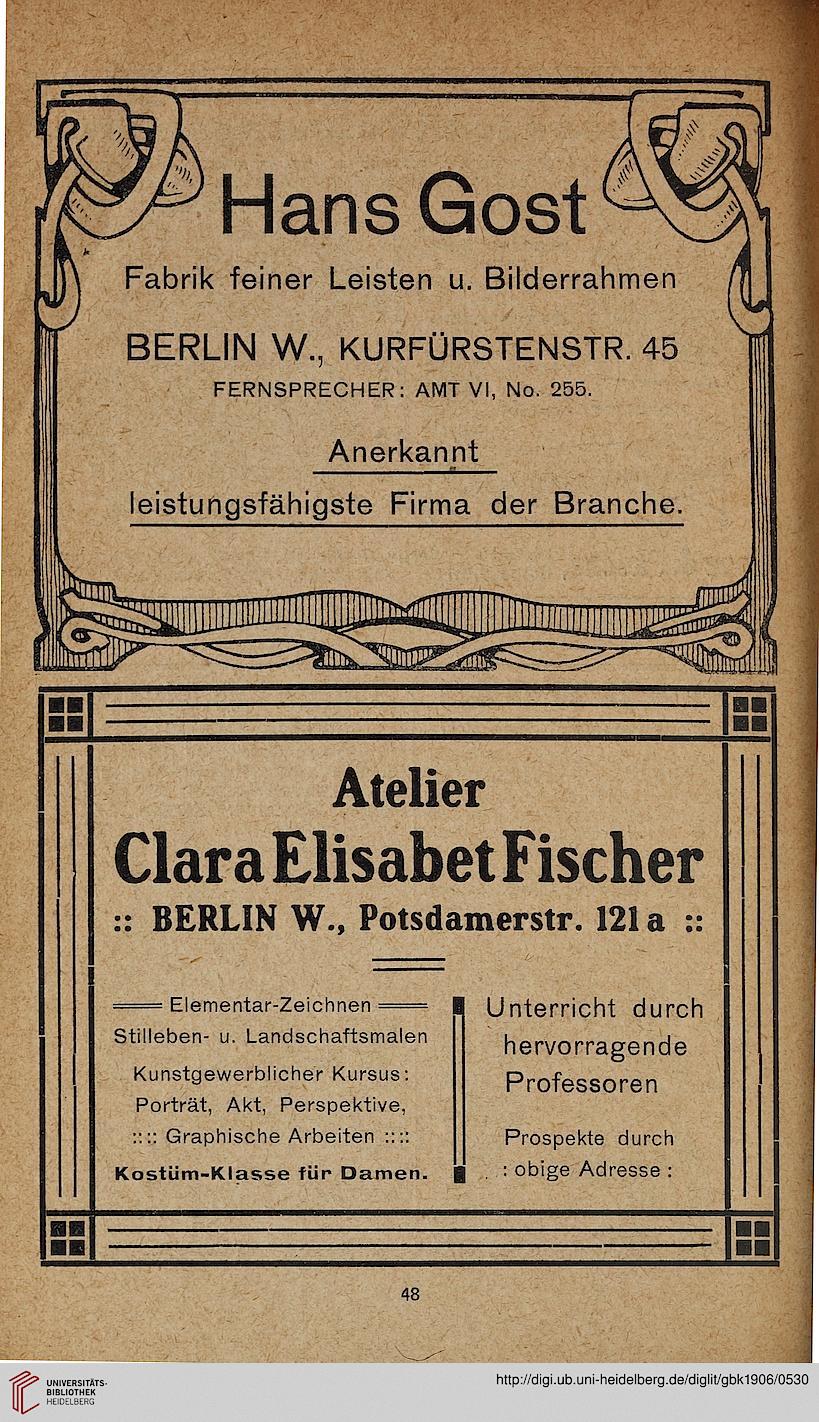 Hans Gost
Fabrik feiner Leisten u. Bilderrahmen
BERLIN W., KURFÜRSTENSTR. 45
FERNSPRECHER: AMT VI, No. 255.
Anerkannt
leistungsfähigste Firma der Branche.
Atelier
Clara Elisabet Fischer
:: BERLIN W., Potsdamerstr. 121a ::
Elementar-Zeichnen
Stilleben- u. Landschaftsmalen
Kunstgewerblicher Kursus:
Porträt, Akt, Perspektive,
:::: Graphische Arbeiten ::::
Kostüm-Klasse für Damen.
Unterricht durch
hervorragende
Professoren
Prospekte durch
: obige Adresse :
48
UNIVERSITÄTS-
BIBLIOTHEK
HEIDELBERG
http://digi.ub.uni-heidelberg.de/diglit/gbk1906/0530